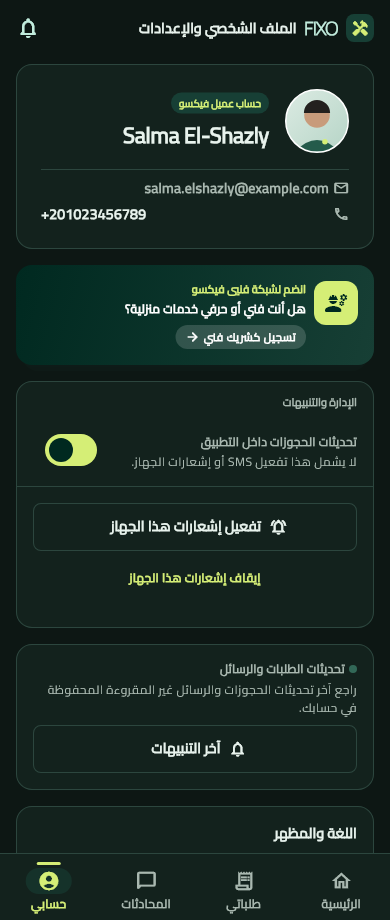 FIXO الملف الشخصي والإعدادات
حساب عميل فيكسو
Salma El-Shazly
salma.elshazly@example.com
+201023456789
انضم لشبكة فنيي فيكسو
هل أنت فني أو حرفي خدمات منزلية؟
تسجيل كشريك فني →
الإدارة والتنبيهات
تحديثات الحجوزات داخل التطبيق
لا يشمل هذا تفعيل SMS أو إشعارات الجهاز.
تفعيل إشعارات هذا الجهاز
إيقاف إشعارات هذا الجهاز
تحديثات الطلبات والرسائل
راجع آخر تحديثات الحجوزات والرسائل غير المقروءة المحفوظة
في حسابك.
آخر التنبيهات
اللغة والمظهر
الرئيسية
طلباتي
المحادثات
حسابي